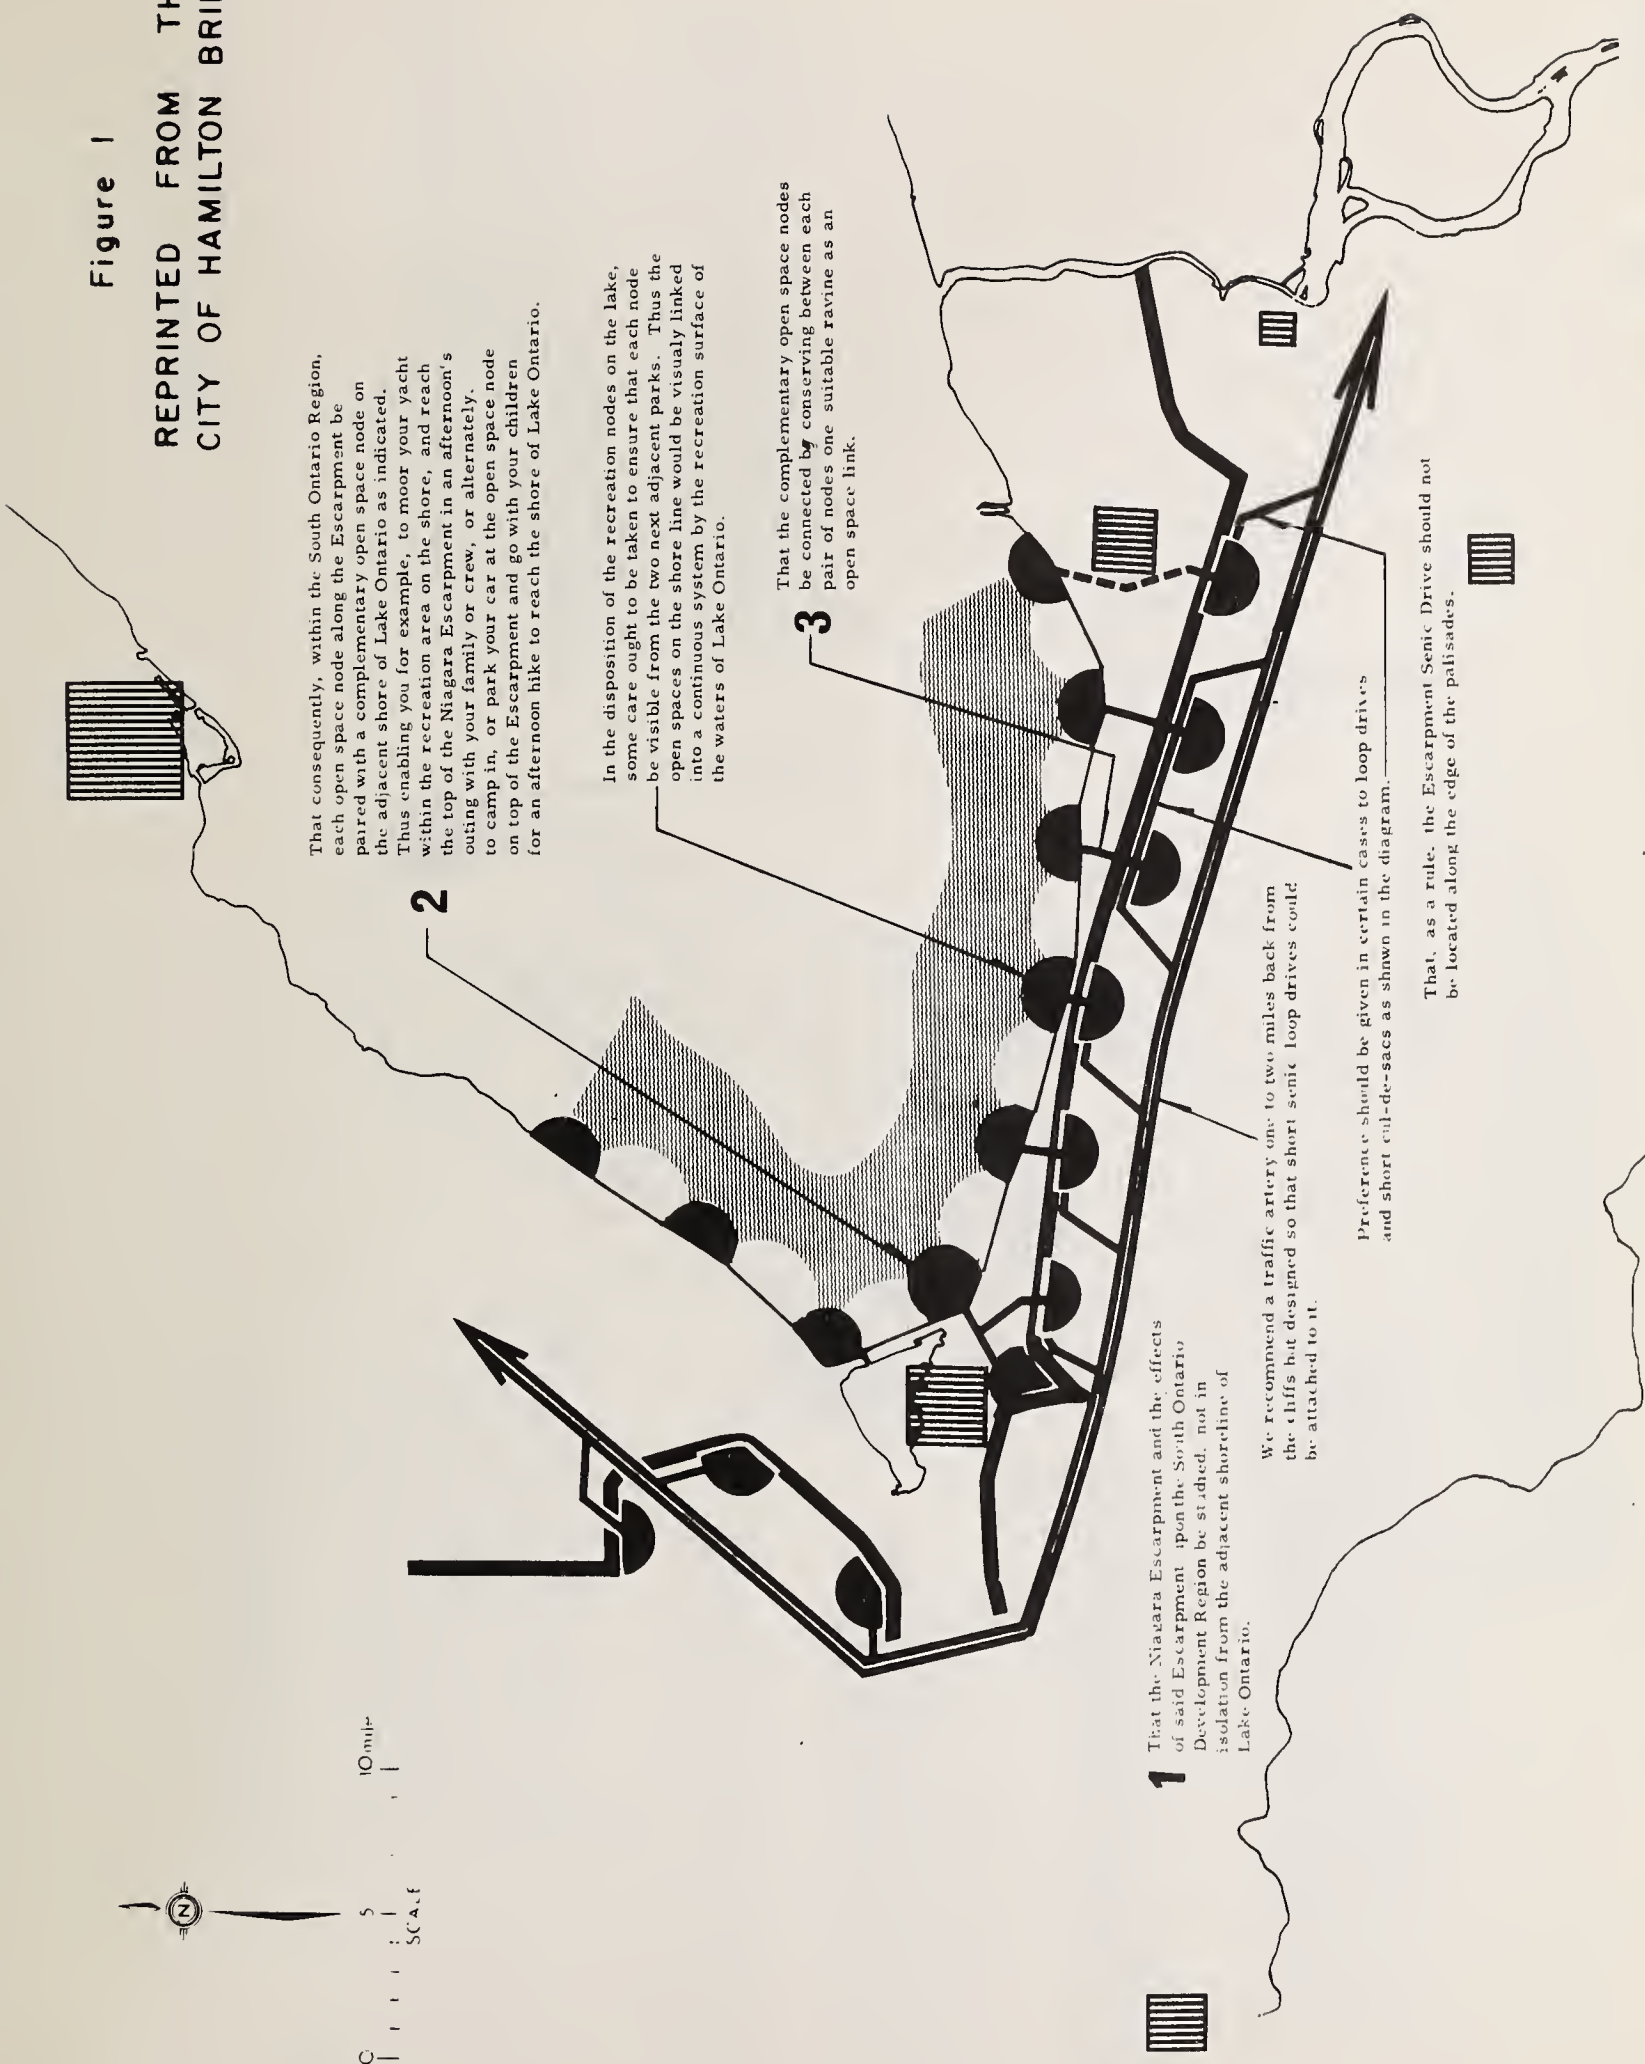 Figure 1
REPRINTED FROM TH
CITY OF HAMILTON BRI
That consequently, within the South Ontario Region,
each open space node along the Escarpment be
paired with a complementary open space node on
the adjacent shore of Lake Ontario as indicated.
Thus enabling you for example, to moor your yacht
within the recreation area on the shore, and reach
the top of the Niagara Escarpment in an afternoon's
outing with your family or crew, or alternately.
to camp in, or park your car at the open space node
on top of the Escarpment and go with your children
for an afternoon hike to reach the shore of Lake Ontario.
2
In the disposition of the recreation nodes on the lake,
some care ought to be taken to ensure that each node
be visible from the two next adjacent parks. Thus the
open spaces on the shore line would be visualy linked
into a continuous system by the recreation surface of
the waters of Lake Ontario.
3
That the complementary open space nodes
be connected by conserving between each
pair of nodes one suitable ravine as an
open space link.
N
0 5 10 mile
SCALE
1
That the Niagara Escarpment and the effects
of said Escarpment upon the South Ontario
Development Region be studied, not in
isolation from the adjacent shoreline of
Lake Ontario.
We recommend a traffic artery one to two miles back from
the cliffs but designed so that short senic loop drives could
be attached to it.
Preference should be given in certain cases to loop drives
and short cul-de-sacs as shnwn in the diagram.
That, as a rule. the Escarpment Senic Drive should not
be located along the edge of the palisades.